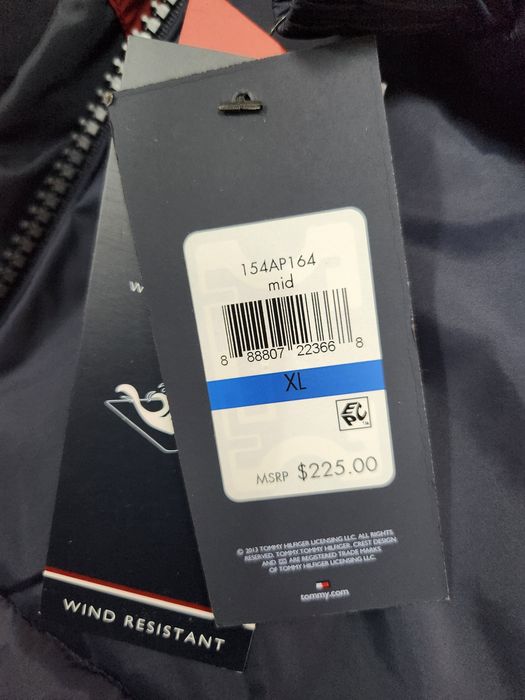 154AP164
mid
8 88807 22366 8
XL
EPC
MSRP $225.00
© 2013 TOMMY HILFIGER LICENSING LLC. ALL RIGHTS
RESERVED. TOMMY TOMMY HILFIGER, CREST DESIGN
AND ARE REGISTERED TRADE MARKS
OF TOMMY HILFIGER LICENSING LLC.
tommy.com
W
WIND RESISTANT